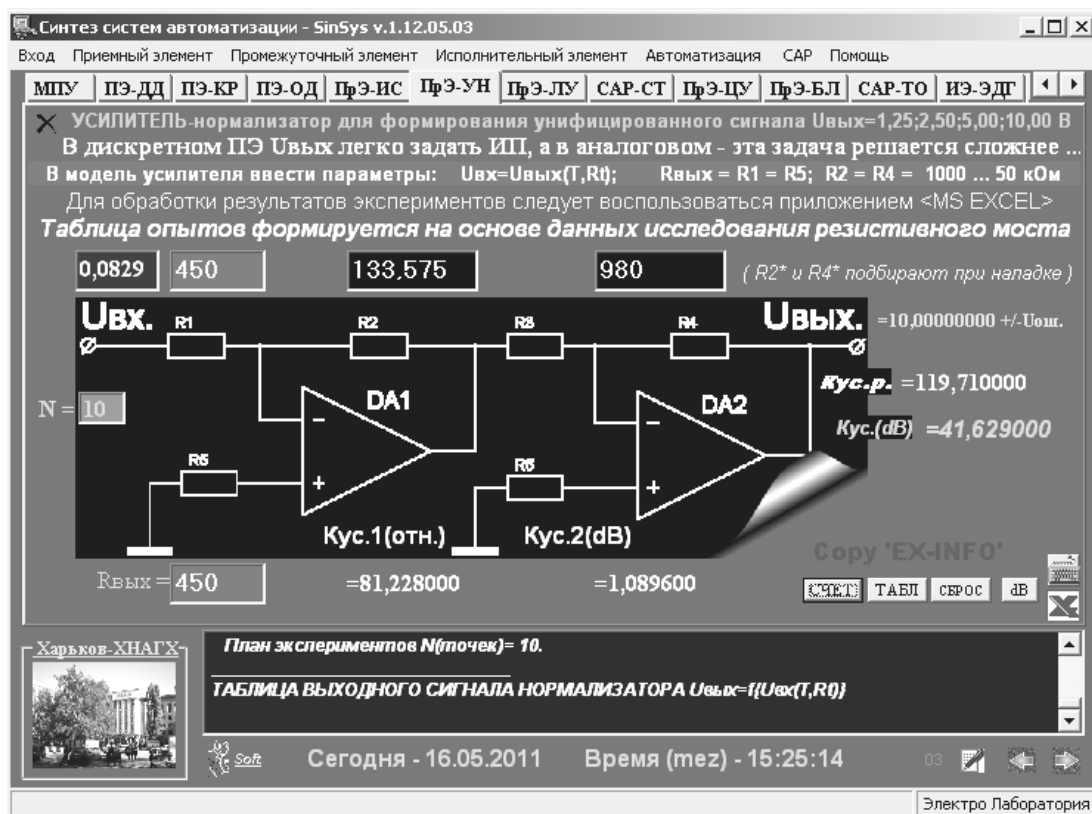 Синтез систем автоматизации - SinSys v.1.12.05.03
Вход Приемный элемент Промежуточный элемент Исполнительный элемент Автоматизация САР Помощь
МПУ ПЭ-ДД ПЭ-КР ПЭ-ОД ПрЭ-ИС ПрЭ-УН ПрЭ-ЛУ САР-СТ ПрЭ-ЦУ ПрЭ-БЛ САР-ТО ИЭ-ЭДГ
УСИЛИТЕЛЬ-нормализатор для формирования унифицированного сигнала Uвых=1,25;2,50;5,00;10,00 В
В дискретном ПЭ Uвых легко задать ИП, а в аналоговом - эта задача решается сложнее ...
В модель усилителя ввести параметры: Uвх=Uвых(T,Rt); Rвых = R1 = R5; R2 = R4 = 1000 ... 50 кОм
Для обработки результатов экспериментов следует воспользоваться приложением <MS EXCEL>
Таблица опытов формируется на основе данных исследования резистивного моста
0,0829 450 133,575 980 ( R2* и R4* подбирают при наладке )
Uвх. R1 R2 R3 R4 Uвых. =10,00000000 +/-Uош.
Кус.р. =119,710000
N = 10 DA1 DA2
Кус.(dB) =41,629000
R5 R6
Кус.1(отн.) Кус.2(dB)
Copy 'EX-INFO'
Rвых = 450 =81,228000 =1,089600
СЧЕТ ТАБЛ СБРОС dB
Харьков-ХНАГХ
План экспериментов N(точек)= 10.
ТАБЛИЦА ВЫХОДНОГО СИГНАЛА НОРМАЛИЗАТОРА Uвых=f{Uвх(T,Rt)}
Soft Сегодня - 16.05.2011 Время (mez) - 15:25:14 03
Электро Лаборатория